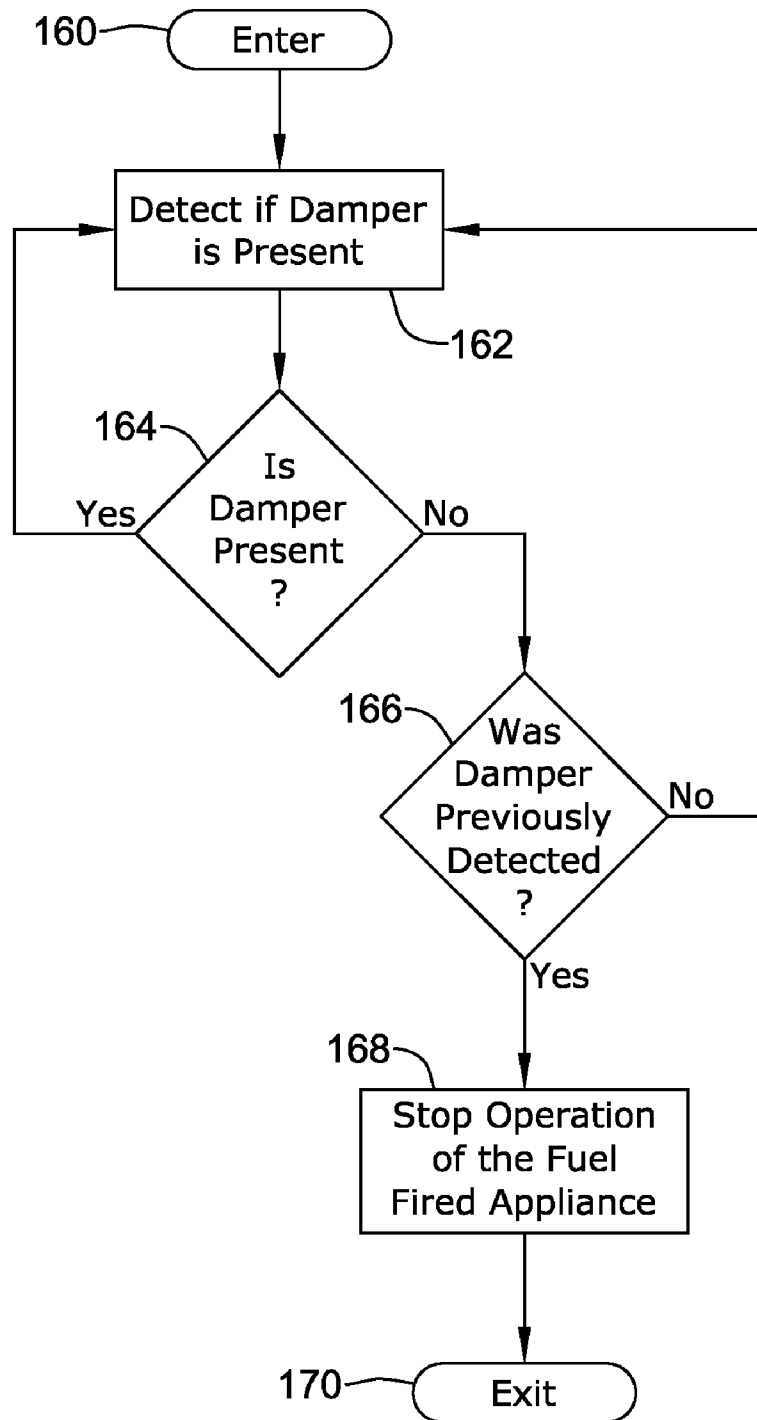 160
Enter
Detect if Damper
is Present
162
164
Is
Damper
Present
?
Yes
No
166
Was
Damper
Previously
Detected
?
No
Yes
168
Stop Operation
of the Fuel
Fired Appliance
170
Exit